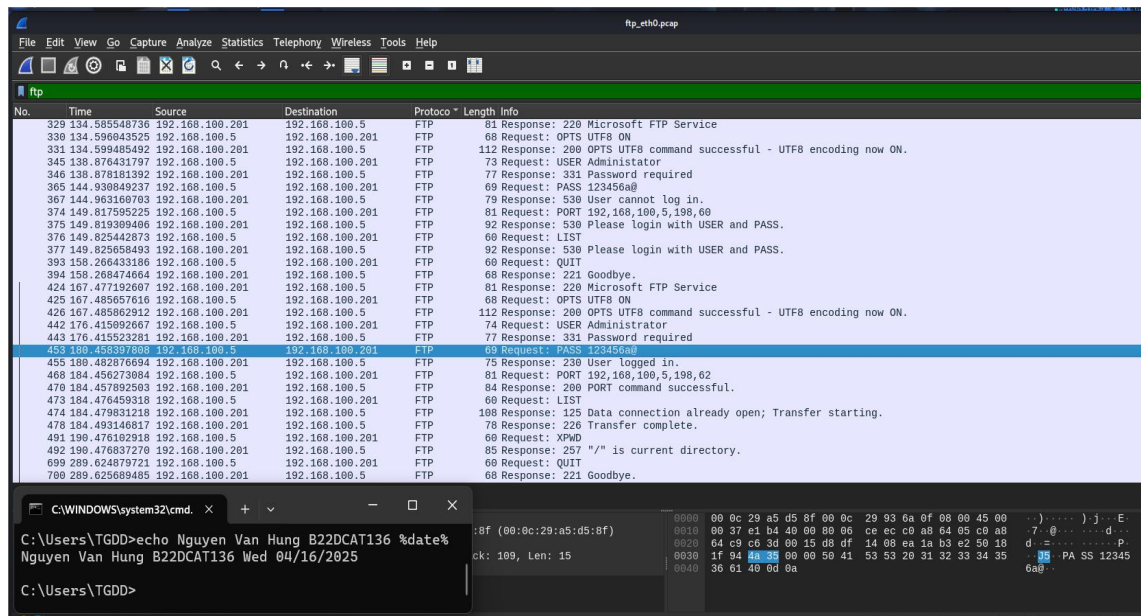 ftp_eth0.pcap
File Edit View Go Capture Analyze Statistics Telephony Wireless Tools Help
ftp
No. Time Source Destination Protoco Length Info
329 134.585548736 192.168.100.201 192.168.100.5 FTP 81 Response: 220 Microsoft FTP Service
330 134.596043525 192.168.100.5 192.168.100.201 FTP 68 Request: OPTS UTF8 ON
331 134.599485492 192.168.100.201 192.168.100.5 FTP 112 Response: 200 OPTS UTF8 command successful - UTF8 encoding now ON.
345 138.876431797 192.168.100.5 192.168.100.201 FTP 73 Request: USER Administator
346 138.878181392 192.168.100.201 192.168.100.5 FTP 77 Response: 331 Password required
365 144.930849237 192.168.100.5 192.168.100.201 FTP 69 Request: PASS 123456a@
367 144.963160703 192.168.100.201 192.168.100.5 FTP 79 Response: 530 User cannot log in.
374 149.817595225 192.168.100.5 192.168.100.201 FTP 81 Request: PORT 192,168,100,5,198,60
375 149.819309406 192.168.100.201 192.168.100.5 FTP 92 Response: 530 Please login with USER and PASS.
376 149.825442873 192.168.100.5 192.168.100.201 FTP 60 Request: LIST
377 149.825658493 192.168.100.201 192.168.100.5 FTP 92 Response: 530 Please login with USER and PASS.
393 158.266433186 192.168.100.5 192.168.100.201 FTP 60 Request: QUIT
394 158.268474664 192.168.100.201 192.168.100.5 FTP 68 Response: 221 Goodbye.
424 167.477192607 192.168.100.201 192.168.100.5 FTP 81 Response: 220 Microsoft FTP Service
425 167.485657616 192.168.100.5 192.168.100.201 FTP 68 Request: OPTS UTF8 ON
426 167.485862912 192.168.100.201 192.168.100.5 FTP 112 Response: 200 OPTS UTF8 command successful - UTF8 encoding now ON.
442 176.415092667 192.168.100.5 192.168.100.201 FTP 74 Request: USER Administrator
443 176.415523281 192.168.100.201 192.168.100.5 FTP 77 Response: 331 Password required
453 180.458397808 192.168.100.5 192.168.100.201 FTP 69 Request: PASS 123456a@
455 180.482876694 192.168.100.201 192.168.100.5 FTP 75 Response: 230 User logged in.
468 184.456273084 192.168.100.5 192.168.100.201 FTP 81 Request: PORT 192,168,100,5,198,62
470 184.457892503 192.168.100.201 192.168.100.5 FTP 84 Response: 200 PORT command successful.
473 184.476459318 192.168.100.5 192.168.100.201 FTP 60 Request: LIST
474 184.479831218 192.168.100.201 192.168.100.5 FTP 108 Response: 125 Data connection already open; Transfer starting.
478 184.493146817 192.168.100.201 192.168.100.5 FTP 78 Response: 226 Transfer complete.
491 190.476102918 192.168.100.5 192.168.100.201 FTP 60 Request: XPWD
492 190.476837270 192.168.100.201 192.168.100.5 FTP 85 Response: 257 "/" is current directory.
699 289.624879721 192.168.100.5 192.168.100.201 FTP 60 Request: QUIT
700 289.625689485 192.168.100.201 192.168.100.5 FTP 68 Response: 221 Goodbye.
C:\WINDOWS\system32\cmd.
C:\Users\TGDD>echo Nguyen Van Hung B22DCAT136 %date%
Nguyen Van Hung B22DCAT136 Wed 04/16/2025
C:\Users\TGDD>
:8f (00:0c:29:a5:d5:8f)
ck: 109, Len: 15
0000 00 0c 29 a5 d5 8f 00 0c 29 93 6a 0f 08 00 45 00 ··)····· )·j···E·
0010 00 37 e1 b4 40 00 80 06 ce ec c0 a8 64 05 c0 a8 ·7··@··· ····d···
0020 64 c9 c6 3d 00 15 d8 df 14 08 ea 1a b3 e2 50 18 d··=···· ······P·
0030 1f 94 4a 35 00 00 50 41 53 53 20 31 32 33 34 35 ··J5··PA SS 12345
0040 36 61 40 0d 0a 6a@··